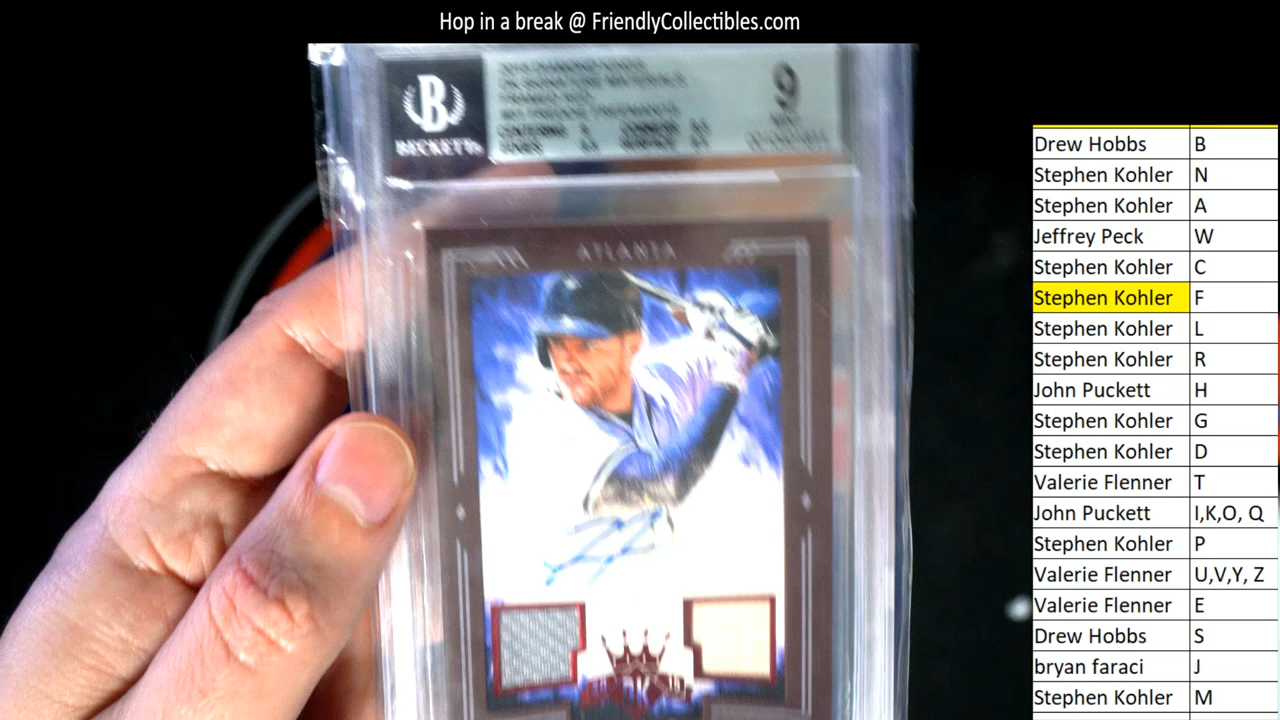 Hop in a break @ FriendlyCollectibles.com
B
BECKETT
9
ATLANTA
Drew Hobbs B
Stephen Kohler N
Stephen Kohler A
Jeffrey Peck W
Stephen Kohler C
Stephen Kohler F
Stephen Kohler L
Stephen Kohler R
John Puckett H
Stephen Kohler G
Stephen Kohler D
Valerie Flenner T
John Puckett I,K,O, Q
Stephen Kohler P
Valerie Flenner U,V,Y, Z
Valerie Flenner E
Drew Hobbs S
bryan faraci J
Stephen Kohler M